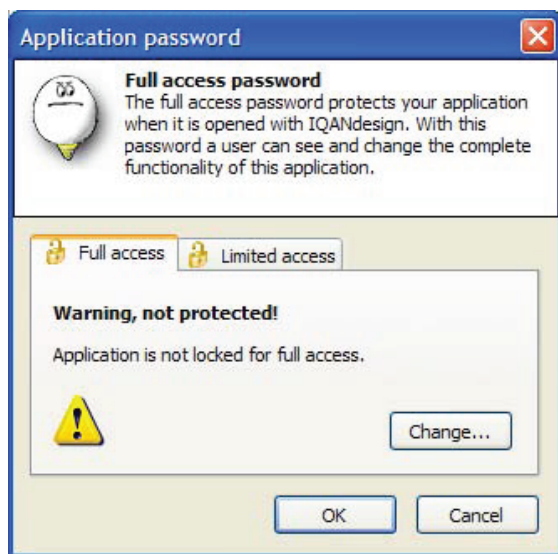 Application password
Full access password
The full access password protects your application
when it is opened with IQANdesign. With this
password a user can see and change the complete
functionality of this application.
Full access
Limited access
Warning, not protected!
Application is not locked for full access.
Change...
OK
Cancel